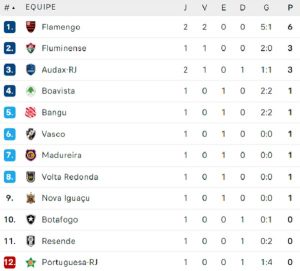 # EQUIPE J V E D G P
1. Flamengo 2 2 0 0 5:1 6
2. Fluminense 1 1 0 0 2:0 3
3. Audax-RJ 2 1 0 1 1:1 3
4. Boavista 1 0 1 0 2:2 1
5. Bangu 1 0 1 0 2:2 1
6. Vasco 1 0 1 0 0:0 1
7. Madureira 1 0 1 0 0:0 1
8. Volta Redonda 1 0 1 0 0:0 1
9. Nova Iguaçu 1 0 1 0 0:0 1
10. Botafogo 1 0 0 1 0:1 0
11. Resende 1 0 0 1 0:2 0
12. Portuguesa-RJ 1 0 0 1 1:4 0